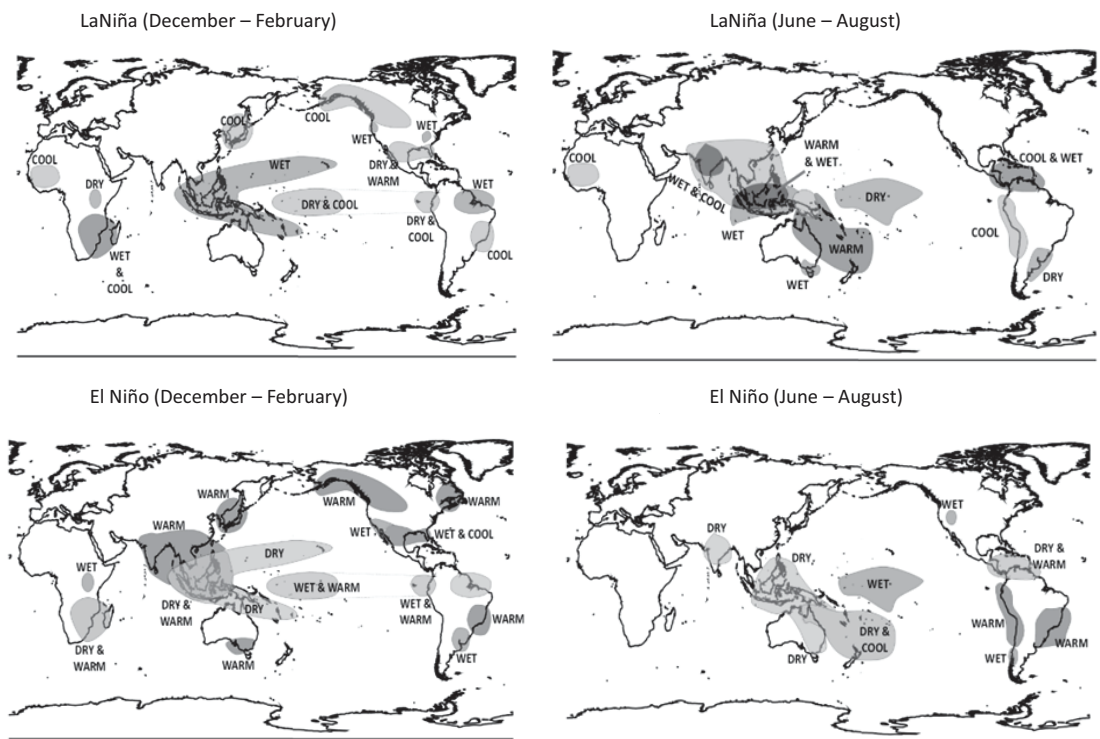 LaNiña (December – February)
COOL
COOL
COOL
WET
WET
WET
DRY &
WARM
DRY
WET
DRY & COOL
DRY &
COOL
WET
&
COOL
COOL
LaNiña (June – August)
COOL
WARM
& WET
COOL & WET
WET & COOL
DRY
WET
WARM
COOL
WET
DRY
El Niño (December – February)
WARM
WARM
WARM
WARM
WET
WET & COOL
DRY
WET
WET & WARM
DRY &
WARM
DRY
WET &
WARM
WARM
DRY &
WARM
WARM
WET
El Niño (June – August)
WET
DRY
DRY
DRY &
WARM
WET
WARM
DRY &
COOL
WARM
DRY
WET